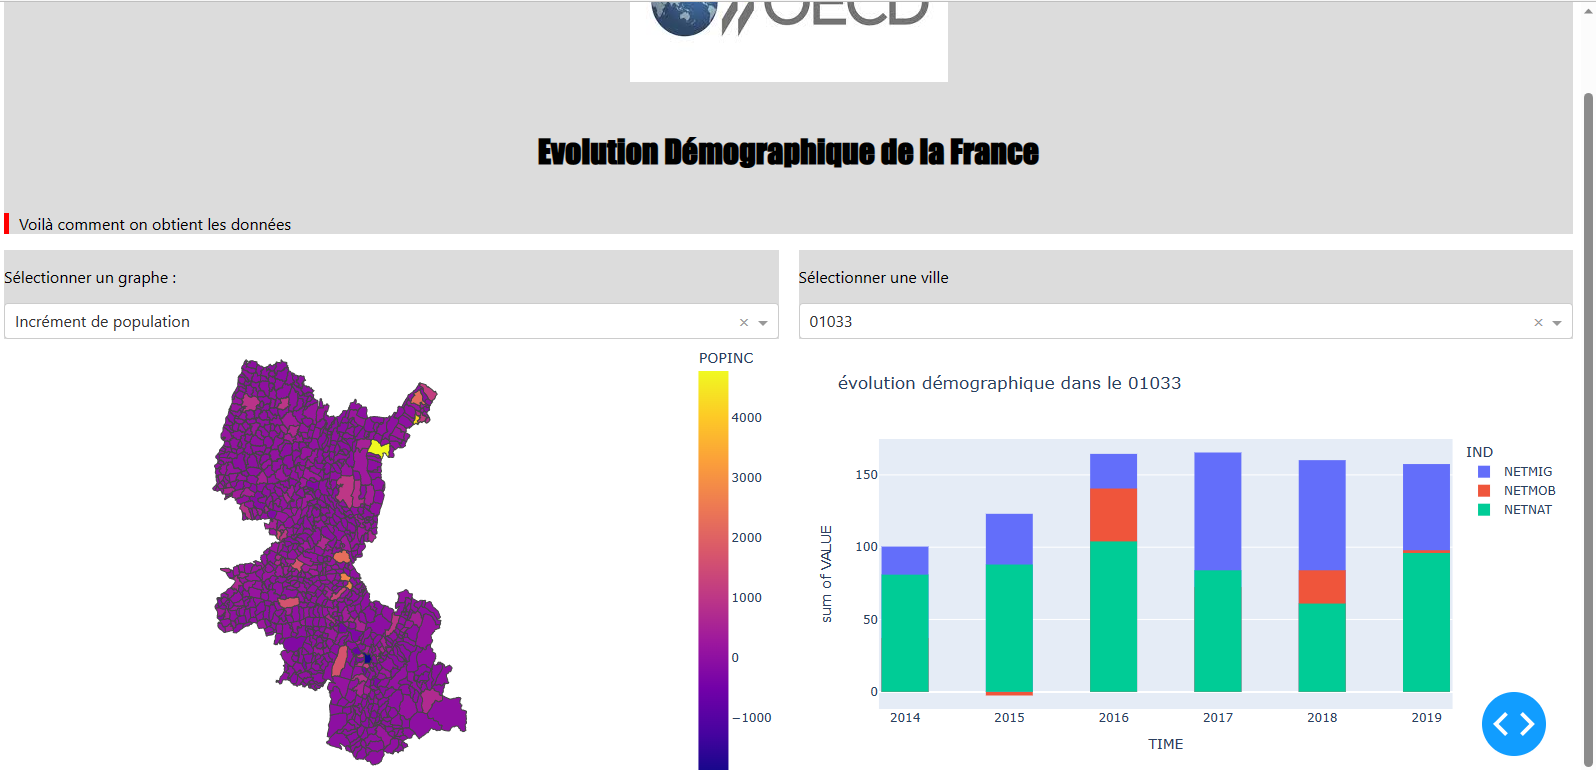 OECD
Evolution Démographique de la France
Voilà comment on obtient les données
Sélectionner un graphe :
Sélectionner une ville
Incrément de population
01033
POPINC
4000
3000
2000
1000
0
−1000
évolution démographique dans le 01033
sum of VALUE
150
100
50
0
2014 2015 2016 2017 2018 2019
TIME
IND
NETMIG
NETMOB
NETNAT